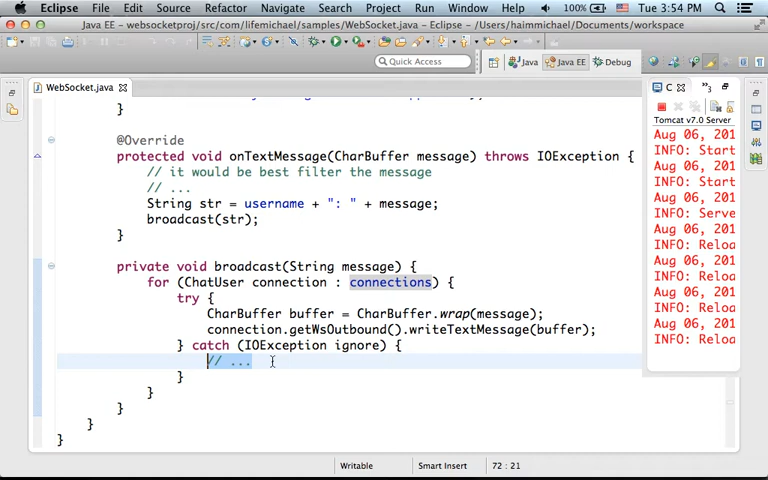 Eclipse File Edit Source Refactor Navigate Search Project Run Window Help 100% Tue 3:54 PM
Java EE - websocketproj/src/com/lifemichael/samples/WebSocket.java - Eclipse - /Users/haimmichael/Documents/workspace
Quick Access Java Java EE Debug
WebSocket.java
}
@Override
protected void onTextMessage(CharBuffer message) throws IOException {
// it would be best filter the message
// ...
String str = username + ": " + message;
broadcast(str);
}
private void broadcast(String message) {
for (ChatUser connection : connections) {
try {
CharBuffer buffer = CharBuffer.wrap(message);
connection.getWsOutbound().writeTextMessage(buffer);
} catch (IOException ignore) {
// ...
}
}
}
}
}
C
3
Tomcat v7.0 Server
Aug 06, 201
INFO: Start
Aug 06, 201
INFO: Start
Aug 06, 201
INFO: Serve
Aug 06, 201
INFO: Reloa
Aug 06, 201
INFO: Reloa
Aug 06, 201
INFO: Reloa
Aug 06, 201
INFO: Reloa
Writable Smart Insert 72 : 21